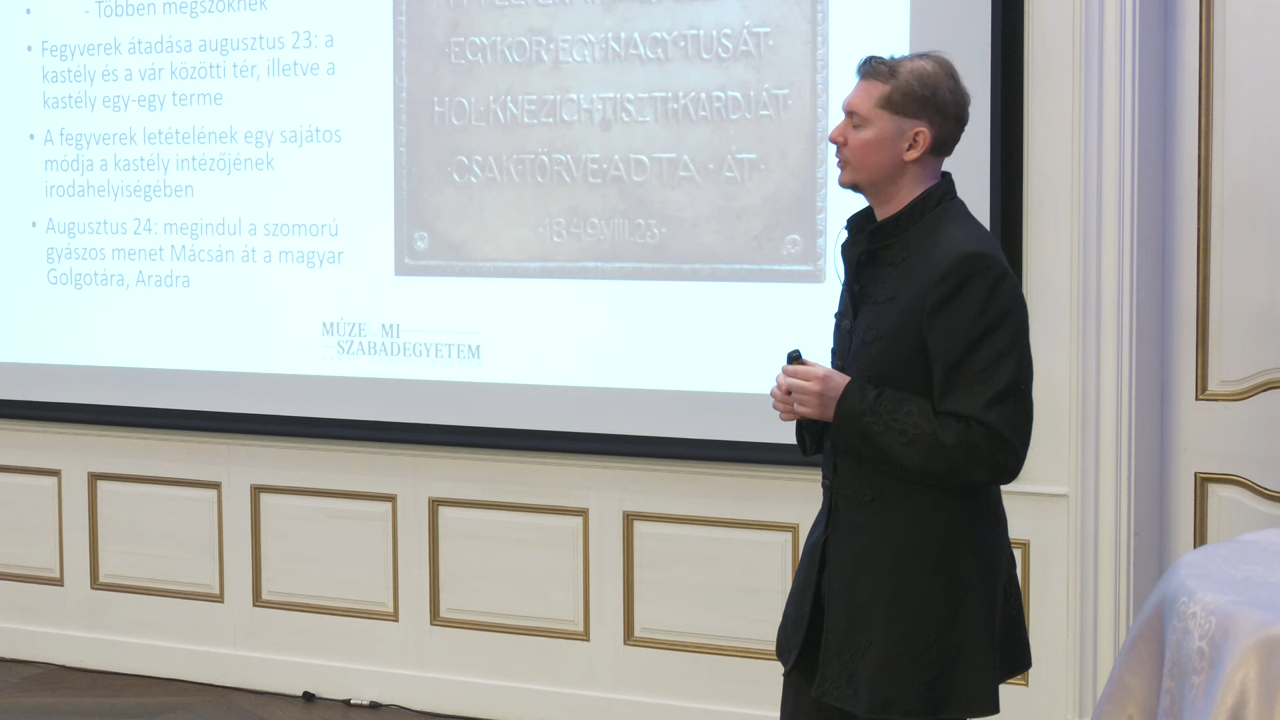 - Többen megszöknek
• Fegyverek átadása augusztus 23: a
kastély és a vár közötti tér, illetve a
kastély egy-egy terme
• A fegyverek letételének egy sajátos
módja a kastély intézőjének
irodahelyiségében
• Augusztus 24: megindul a szomorú
gyászos menet Mácsán át a magyar
Golgotára, Aradra
·EGYKOR·EGY·NAGY·TUSÁT·
HOL·KNEZICH·TISZTI·KARDJÁT·
CSAK·TÖRVE·ADTA·ÁT·
·1849.VIII.23·
MÚZEUMI
SZABADEGYETEM